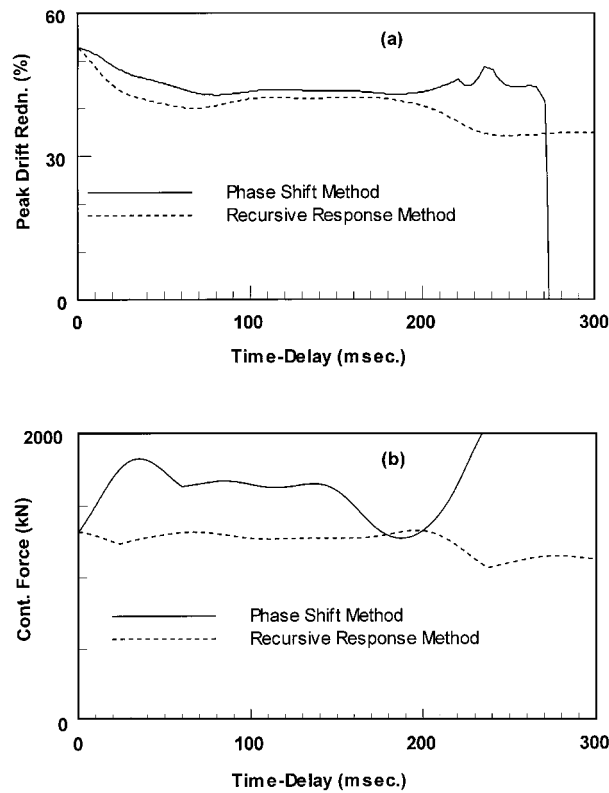 60
(a)
Peak Drift Redn. (%)
30
Phase Shift Method
Recursive Response Method
0
0
100
200
300
Time-Delay (msec.)
2000
(b)
Cont. Force (kN)
Phase Shift Method
Recursive Response Method
0
0
100
200
300
Time-Delay (msec.)